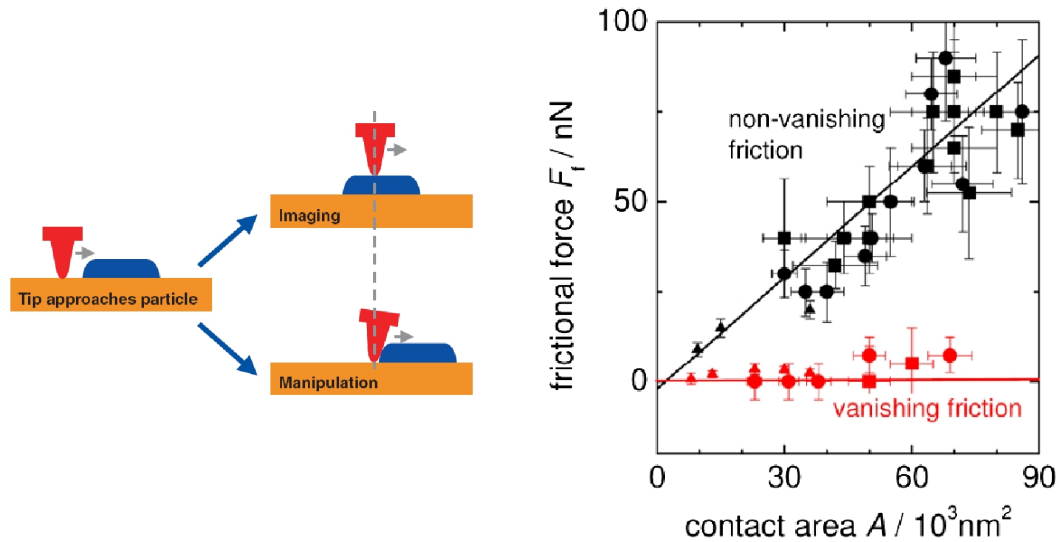 Tip approaches particle
Imaging
Manipulation
frictional force F_f / nN
100
50
0
non-vanishing
friction
vanishing friction
0
30
60
90
contact area A / 10³nm²